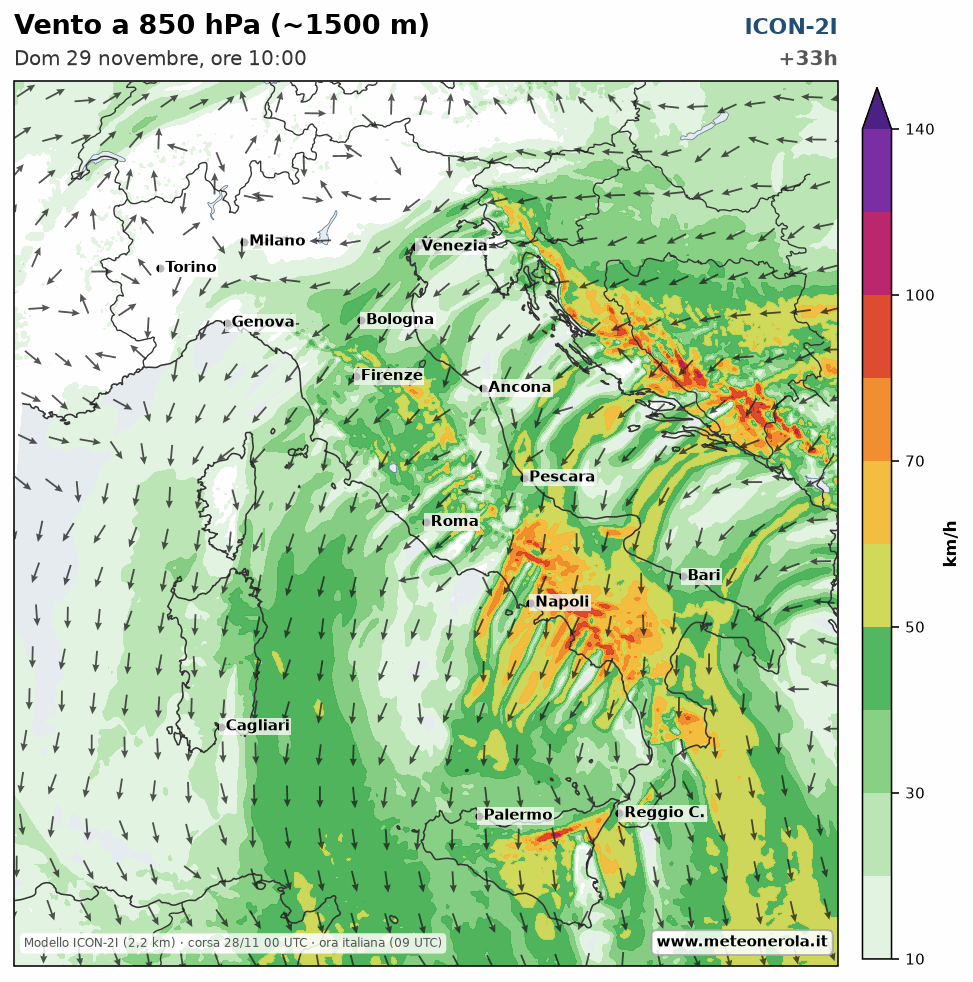 Vento a 850 hPa (~1500 m)
ICON-2I
Dom 29 novembre, ore 10:00
+33h
Milano
Venezia
Torino
Genova
Bologna
Firenze
Ancona
Pescara
Roma
Bari
Napoli
Cagliari
Palermo
Reggio C.
140
100
70
50
30
10
km/h
Modello ICON-2I (2,2 km) · corsa 28/11 00 UTC · ora italiana (09 UTC)
www.meteonerola.it